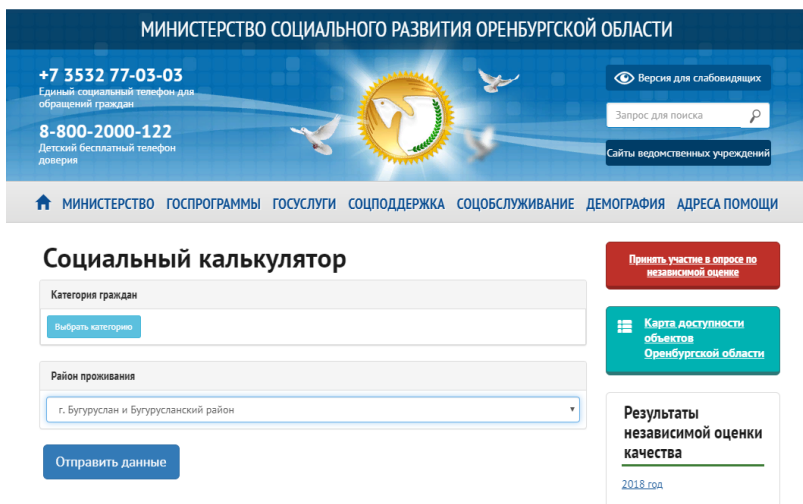 МИНИСТЕРСТВО СОЦИАЛЬНОГО РАЗВИТИЯ ОРЕНБУРГСКОЙ ОБЛАСТИ
+7 3532 77-03-03
Единый социальный телефон для
обращений граждан
8-800-2000-122
Детский бесплатный телефон
доверия
Версия для слабовидящих
Запрос для поиска
Сайты ведомственных учреждений
МИНИСТЕРСТВО ГОСПРОГРАММЫ ГОСУСЛУГИ СОЦПОДДЕРЖКА СОЦОБСЛУЖИВАНИЕ ДЕМОГРАФИЯ АДРЕСА ПОМОЩИ
Социальный калькулятор
Категория граждан
Выбрать категорию
Район проживания
г. Бугуруслан и Бугурусланский район
Отправить данные
Принять участие в опросе по
независимой оценке
Карта доступности
объектов
Оренбургской области
Результаты
независимой оценки
качества
2018 год